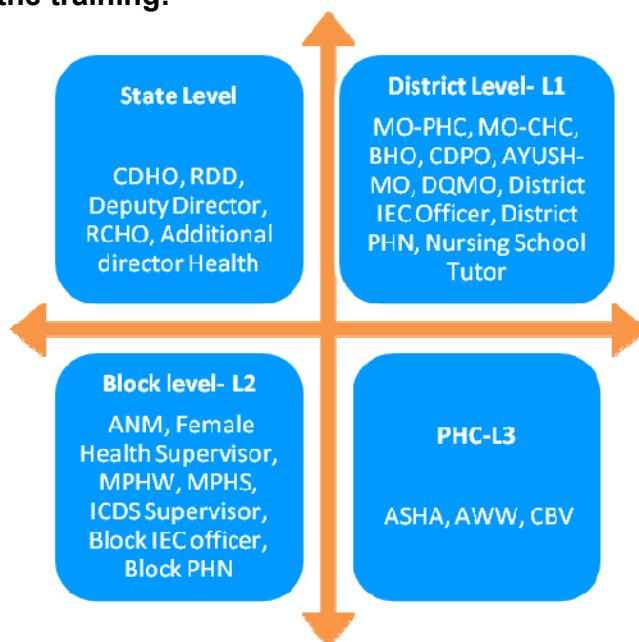 the training:
State Level
CDHO, RDD,
Deputy Director,
RCHO, Additional
director Health
District Level- L1
MO-PHC, MO-CHC,
BHO, CDPO, AYUSH-
MO, DQMO, District
IEC Officer, District
PHN, Nursing School
Tutor
Block level- L2
ANM, Female
Health Supervisor,
MPHW, MPHS,
ICDS Supervisor,
Block IEC officer,
Block PHN
PHC-L3
ASHA, AWW, CBV